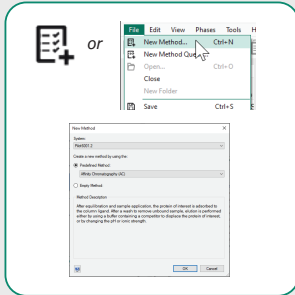 or
File Edit View Phases Tools
New Method... Ctrl+N
New Method Que
Open... Ctrl+O
Close
New Folder
Save Ctrl+S
New Method
System:
Create a new method by using the:
Predefined Method
Affinity Chromatography (AC)
Empty Method
Method Description
After equilibration and sample application, the protein of interest is adsorbed to
the column ligand. After a wash to remove unbound sample, elution is performed
either by using a buffer containing a competitor to displace the protein of interest,
or by changing the pH or ionic strength.
OK Cancel